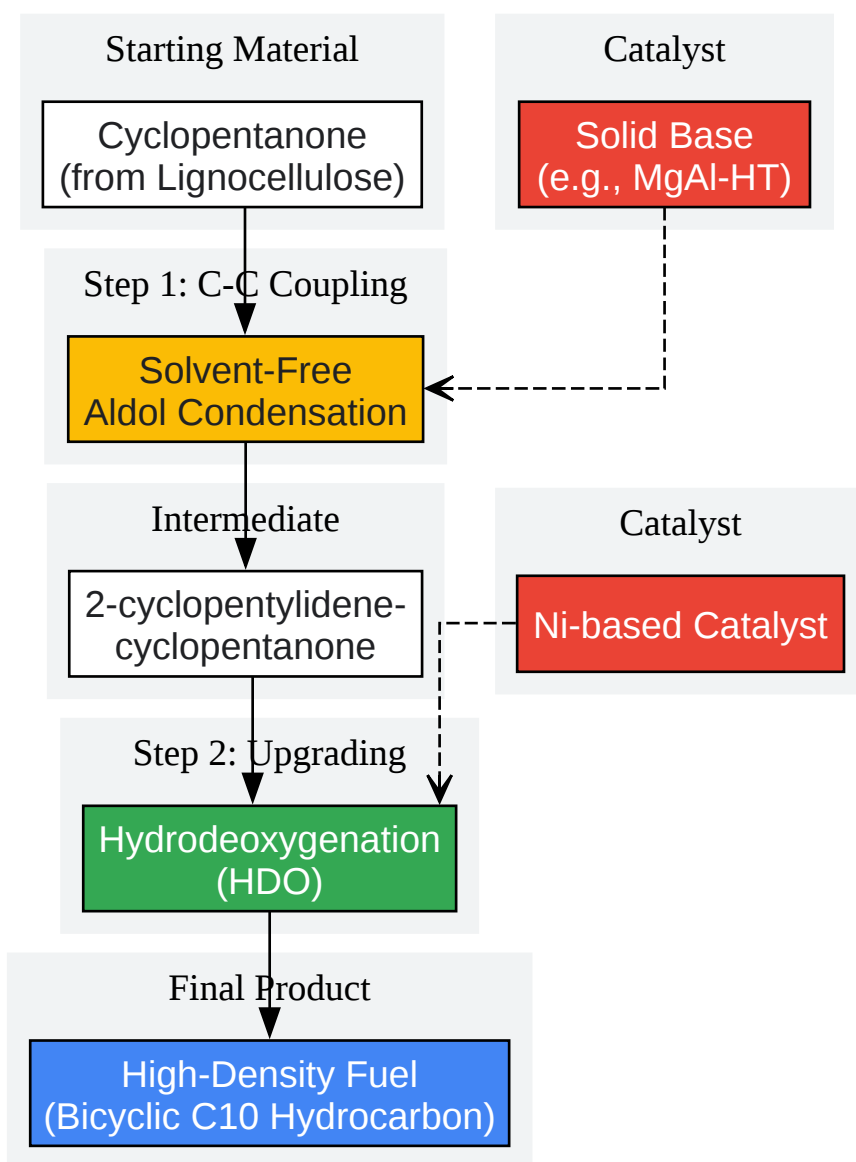 Starting Material
Cyclopentanone
(from Lignocellulose)
Catalyst
Solid Base
(e.g., MgAl-HT)
Step 1: C-C Coupling
Solvent-Free
Aldol Condensation
Intermediate
2-cyclopentylidene-
cyclopentanone
Catalyst
Ni-based Catalyst
Step 2: Upgrading
Hydrodeoxygenation
(HDO)
Final Product
High-Density Fuel
(Bicyclic C10 Hydrocarbon)